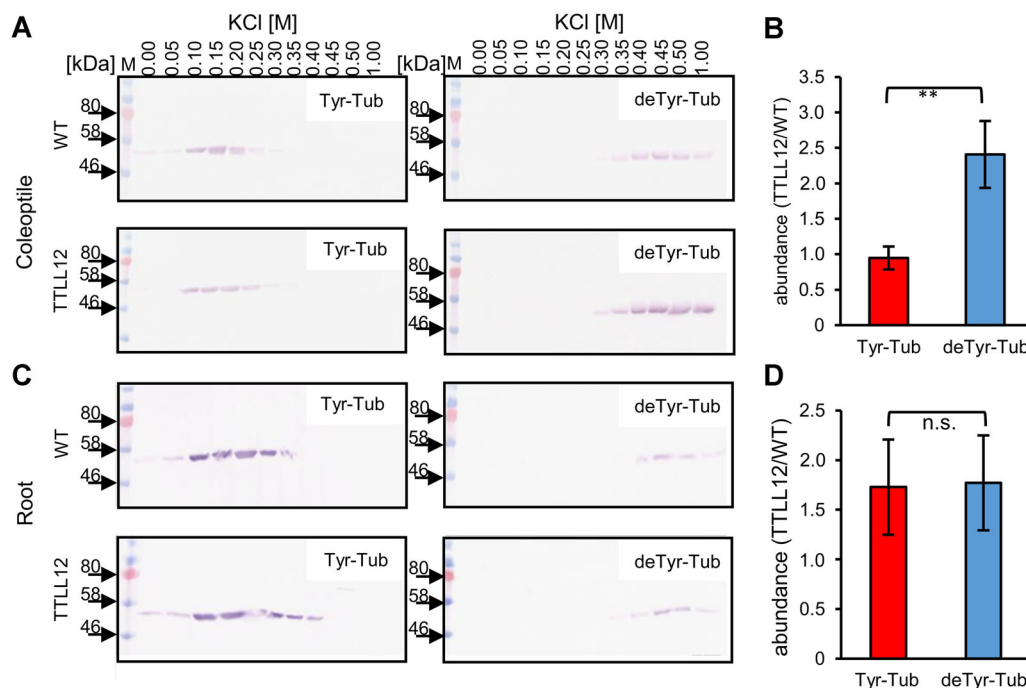 A
KCl [M]
[kDa] M 0.00 0.05 0.10 0.15 0.20 0.25 0.30 0.35 0.40 0.45 0.50 1.00
KCl [M]
[kDa] M 0.00 0.05 0.10 0.15 0.20 0.25 0.30 0.35 0.40 0.45 0.50 1.00
Coleoptile
WT
80
58
46
Tyr-Tub
80
58
46
deTyr-Tub
TTLL12
80
58
46
Tyr-Tub
80
58
46
deTyr-Tub
B
abundance (TTLL12/WT)
4.0
3.5
3.0
2.5
2.0
1.5
1.0
0.5
0
**
Tyr-Tub deTyr-Tub
C
Root
WT
80
58
46
Tyr-Tub
80
58
46
deTyr-Tub
TTLL12
80
58
46
Tyr-Tub
80
58
46
deTyr-Tub
D
abundance (TTLL12/WT)
2.5
2.0
1.5
1.0
0.5
0
n.s.
Tyr-Tub deTyr-Tub